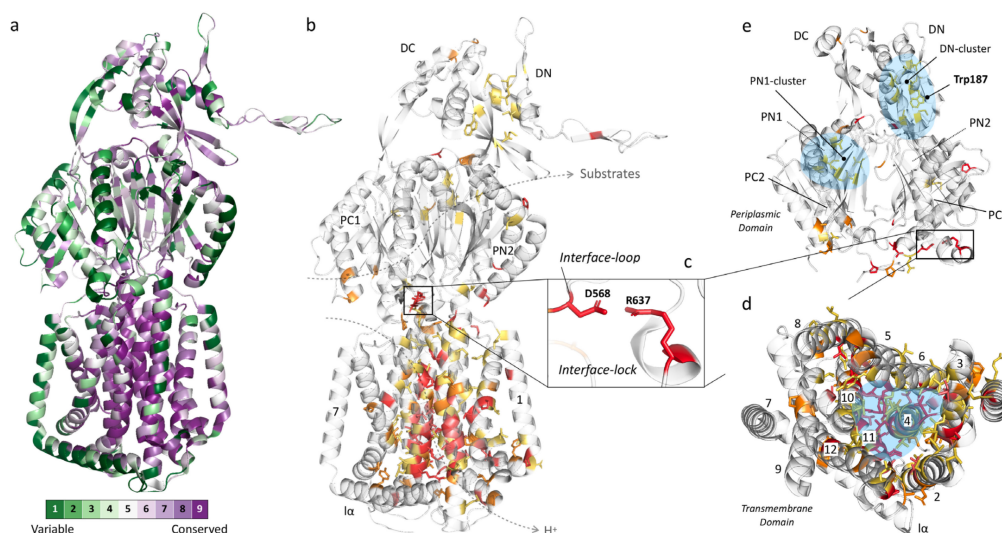 a
1 2 3 4 5 6 7 8 9
Variable Conserved
b
DC
DN
Substrates
PC1
PN2
7
1
Iα
H⁺
c
Interface-loop
D568 R637
Interface-lock
e
DC
DN
DN-cluster
Trp187
PN1-cluster
PN1
PN2
PC2
PC
Periplasmic
Domain
d
8
5
6
3
10
7
4
11
12
9
2
Transmembrane
Domain
Iα